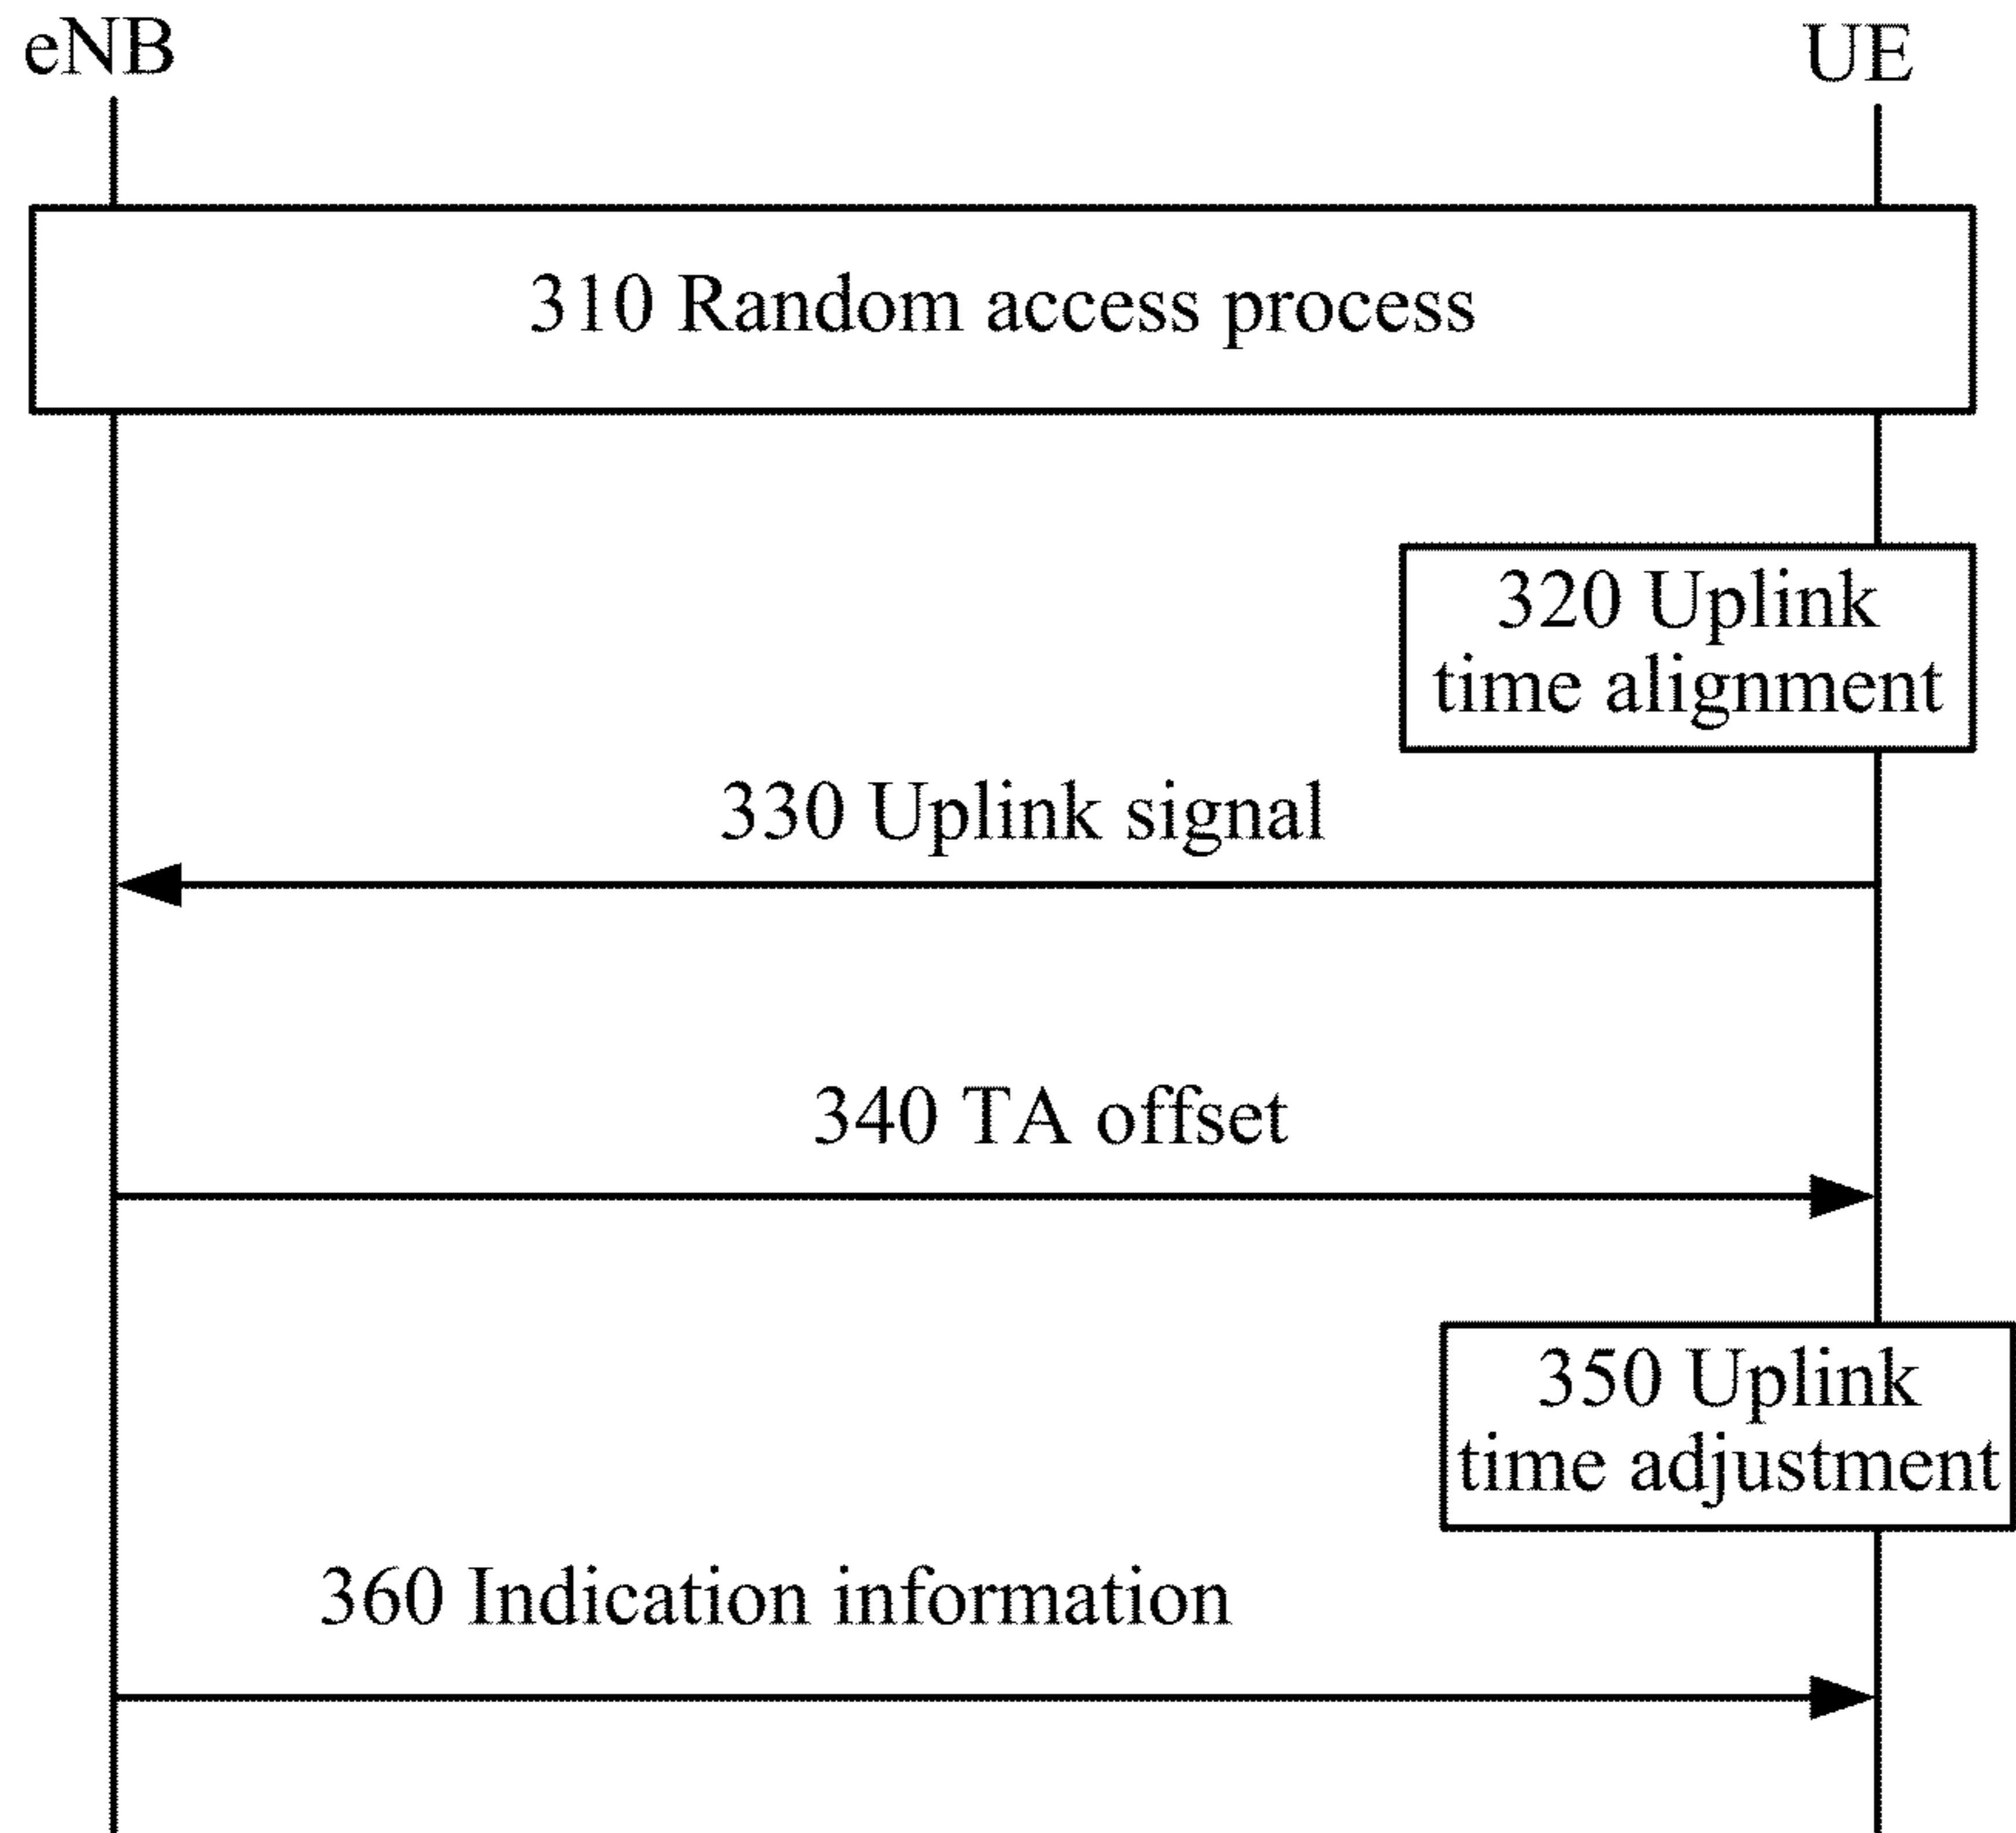 eNB
UE
310 Random access process
320 Uplink
time alignment
330 Uplink signal
340 TA offset
350 Uplink
time adjustment
360 Indication information